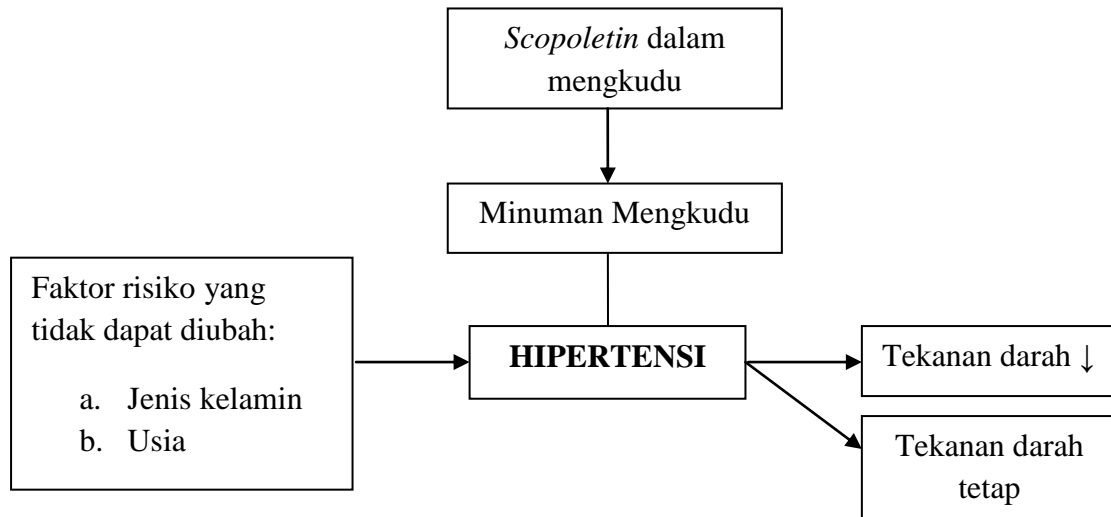 Scopoletin dalam
mengkudu
Minuman Mengkudu
Faktor risiko yang
tidak dapat diubah:
a. Jenis kelamin
b. Usia
HIPERTENSI
Tekanan darah ↓
Tekanan darah
tetap